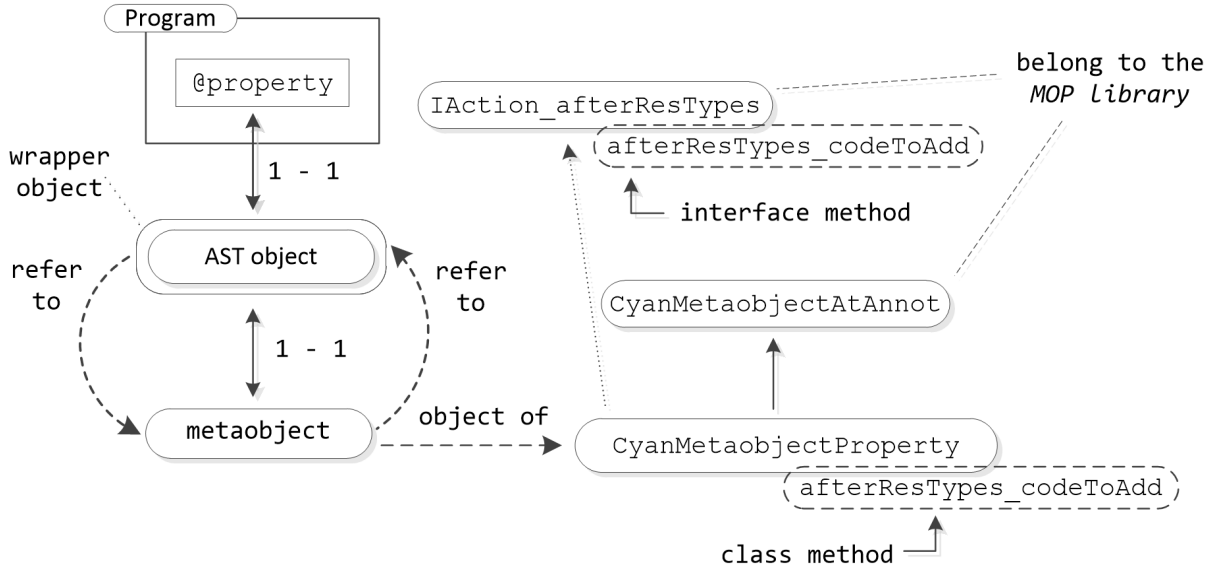 Program
@property
1 - 1
wrapper
object
AST object
refer
to
refer
to
1 - 1
metaobject
object of
IAction_afterResTypes
afterResTypes_codeToAdd
interface method
belong to the
MOP library
CyanMetaobjectAtAnnot
CyanMetaobjectProperty
afterResTypes_codeToAdd
class method